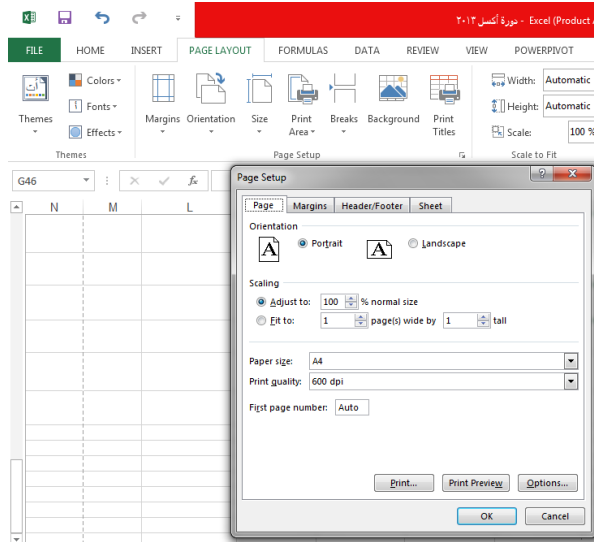 دورة أكسل ٢٠١٣ - Excel (Product A
FILE HOME INSERT PAGE LAYOUT FORMULAS DATA REVIEW VIEW POWERPIVOT
Colors Width: Automatic
Fonts Height: Automatic
Themes Margins Orientation Size Print Area Breaks Background Print Titles
Effects Scale: 100 %
Themes Page Setup Scale to Fit
G46 fx
N M L
Page Setup
Page Margins Header/Footer Sheet
Orientation
A Portrait A Landscape
Scaling
Adjust to: 100 % normal size
Fit to: 1 page(s) wide by 1 tall
Paper size: A4
Print quality: 600 dpi
First page number: Auto
Print... Print Preview Options...
OK Cancel